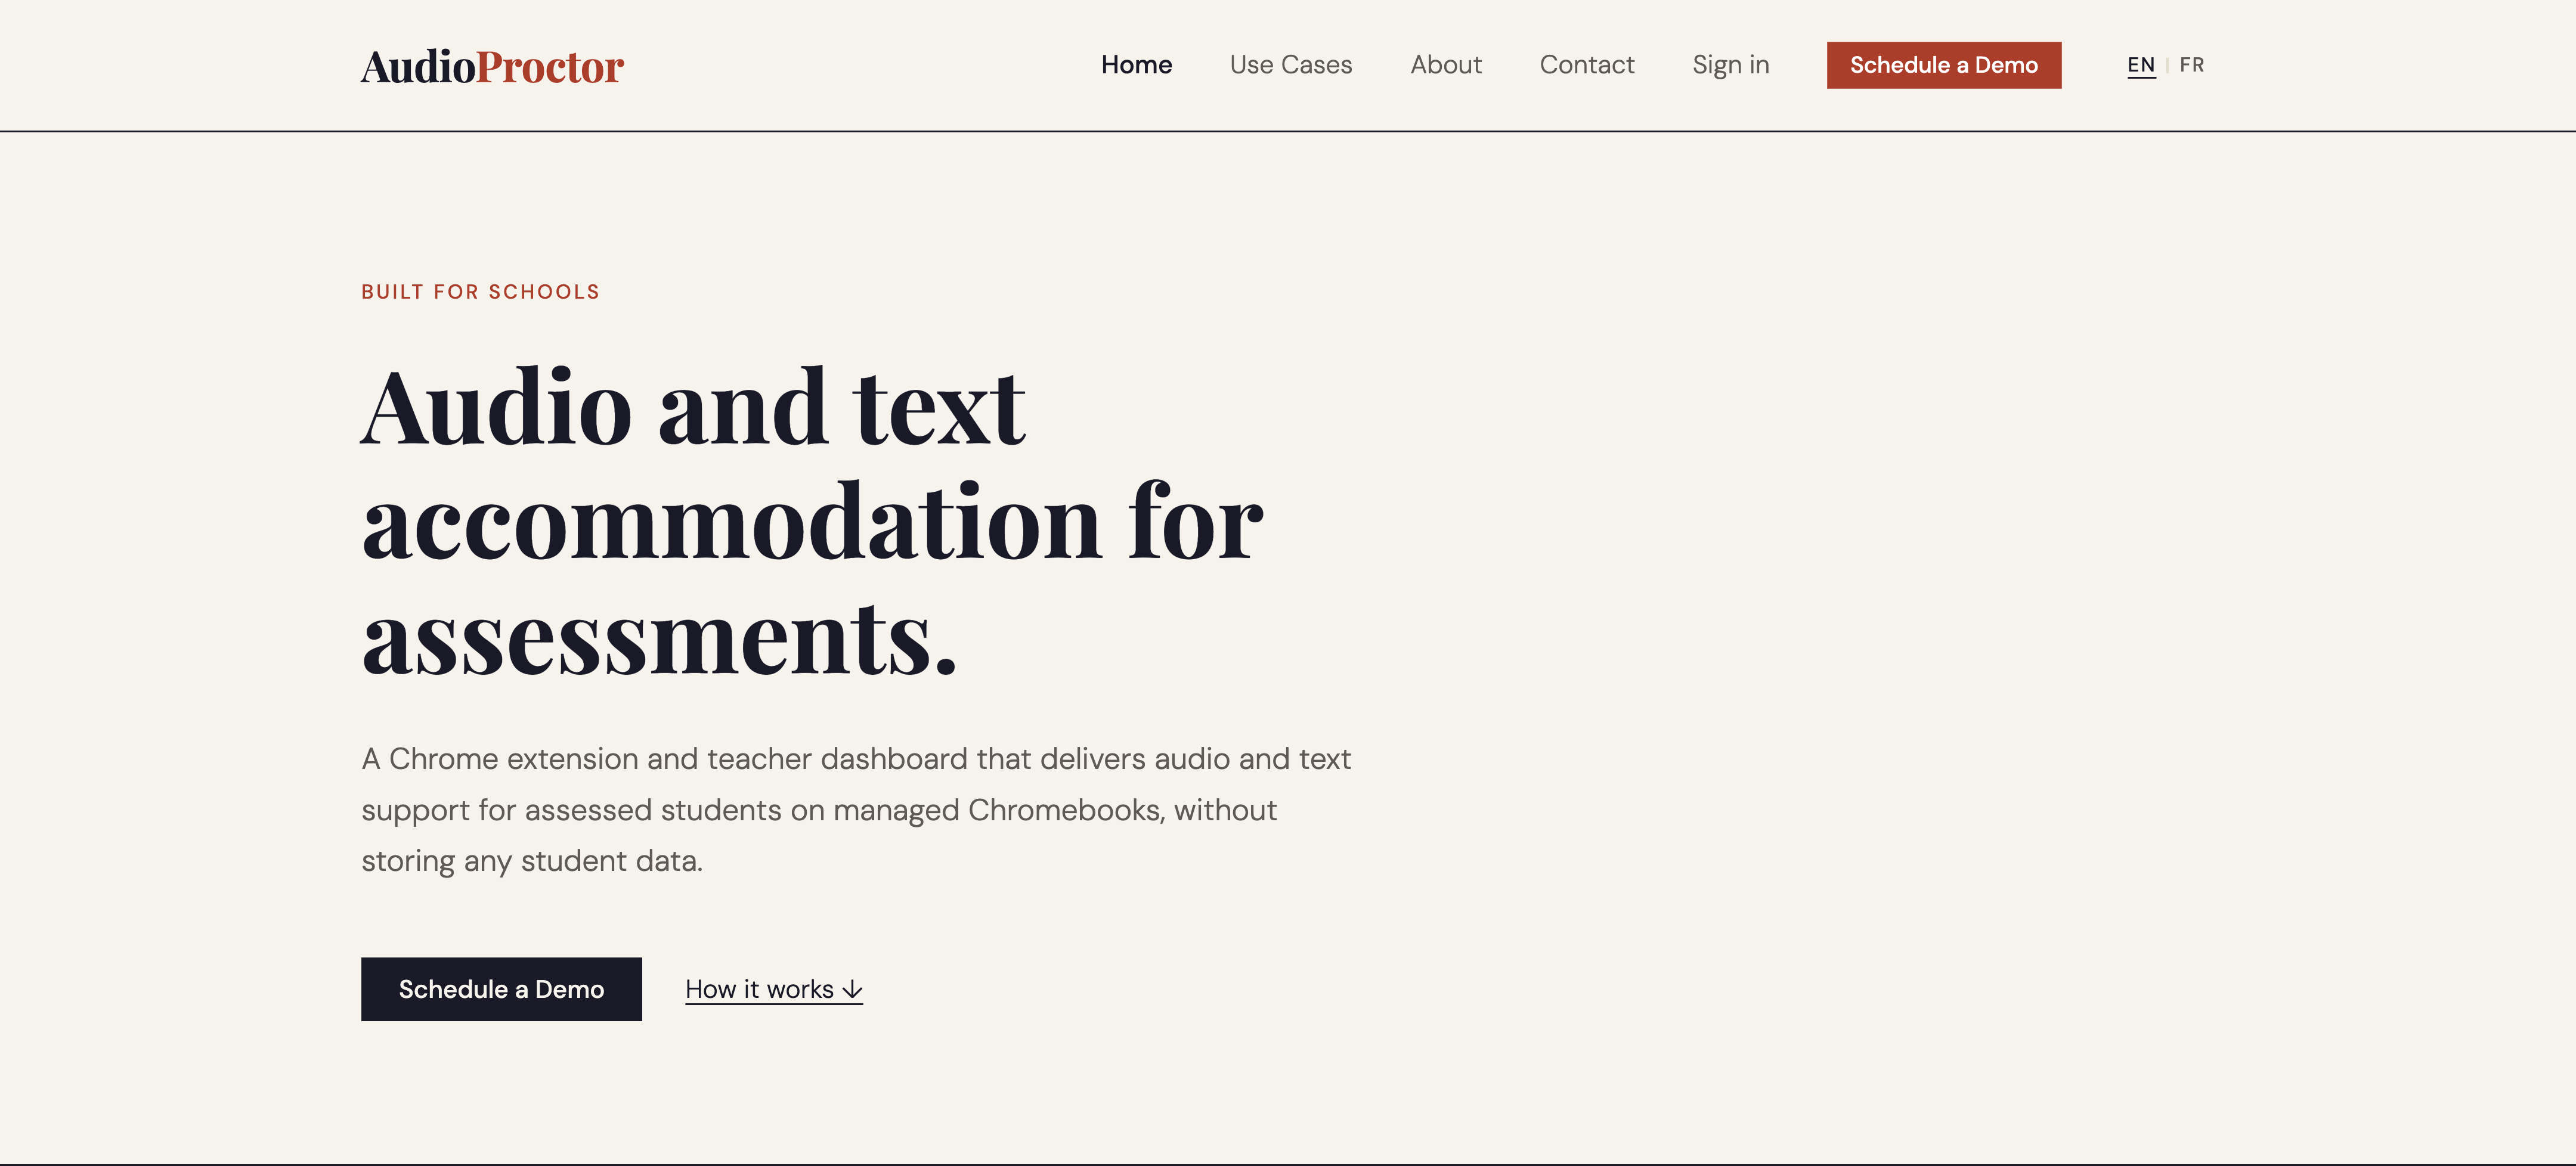 AudioProctor
Home Use Cases About Contact Sign in Schedule a Demo EN | FR
BUILT FOR SCHOOLS
Audio and text
accommodation for
assessments.
A Chrome extension and teacher dashboard that delivers audio and text
support for assessed students on managed Chromebooks, without
storing any student data.
Schedule a Demo How it works ↓